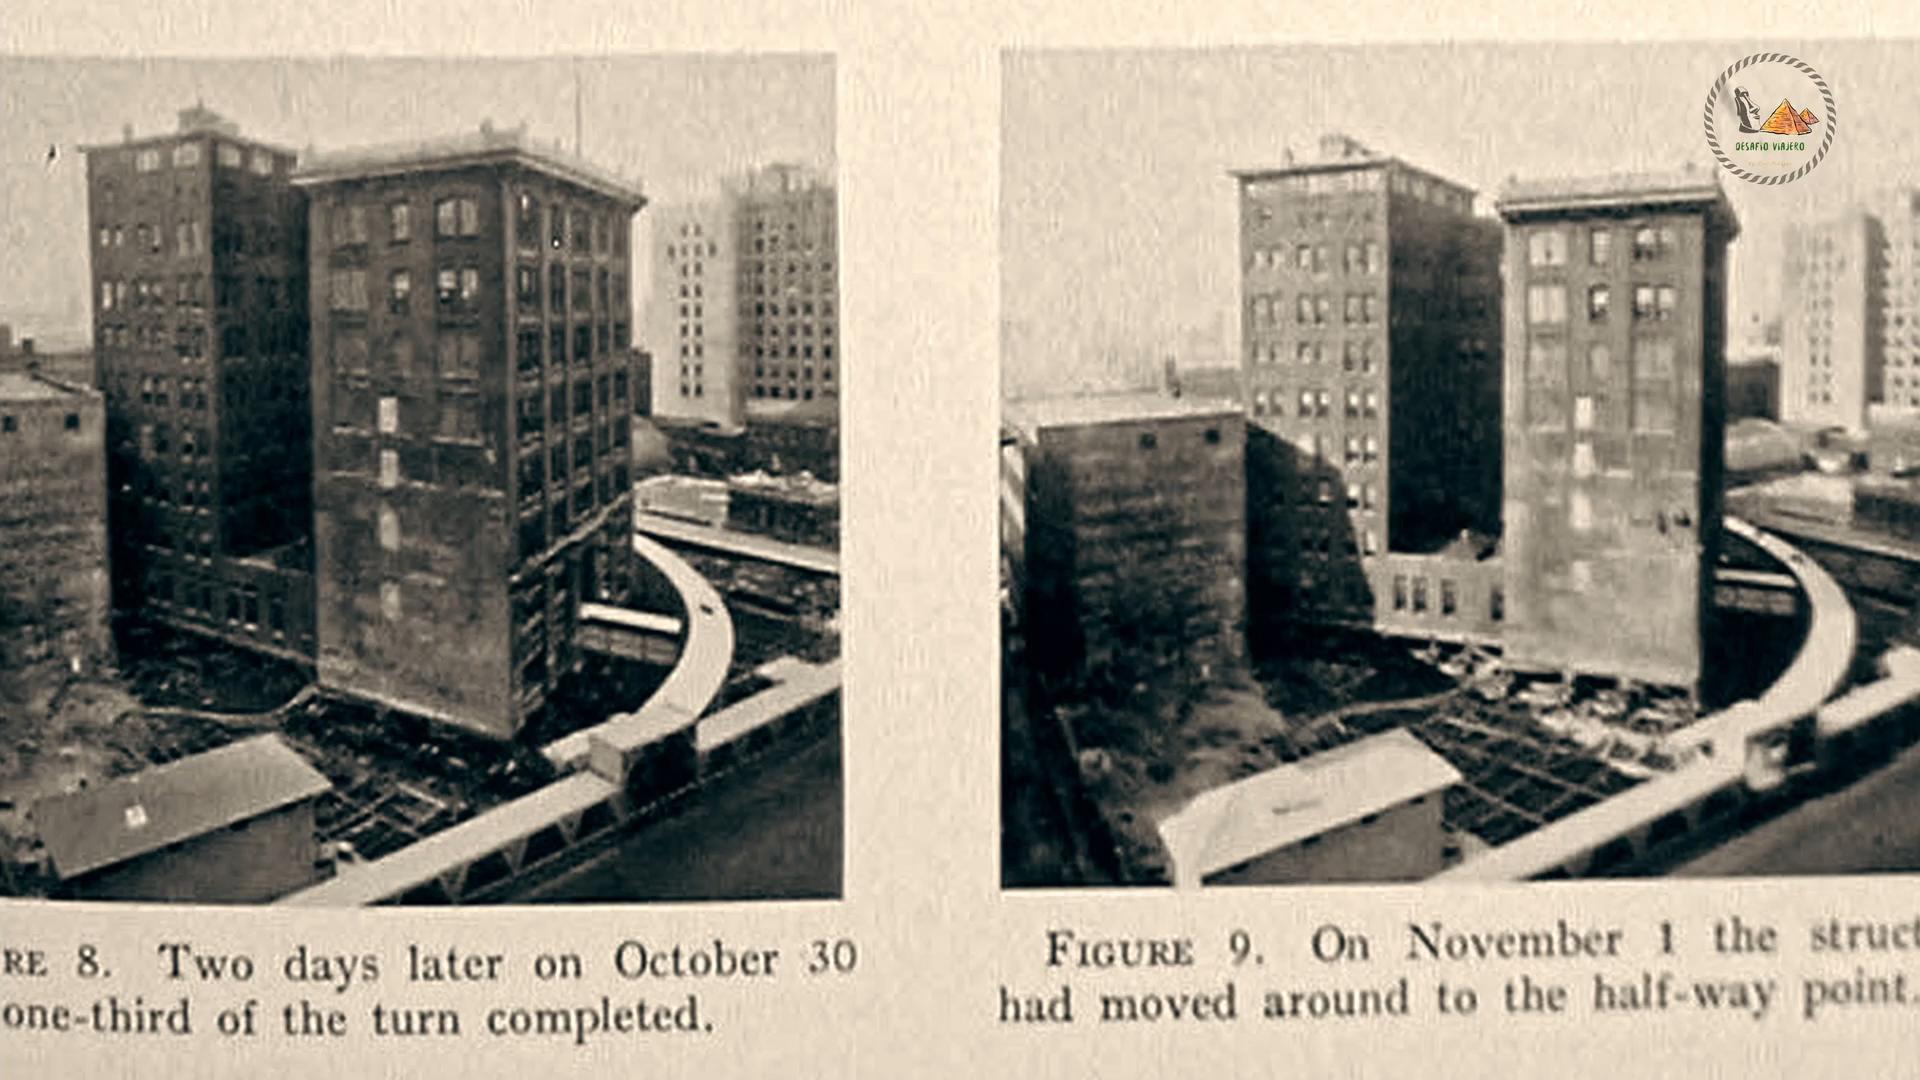 DESAFÍO VIAJERO
RE 8. Two days later on October 30
one-third of the turn completed.
FIGURE 9. On November 1 the struct
had moved around to the half-way point.